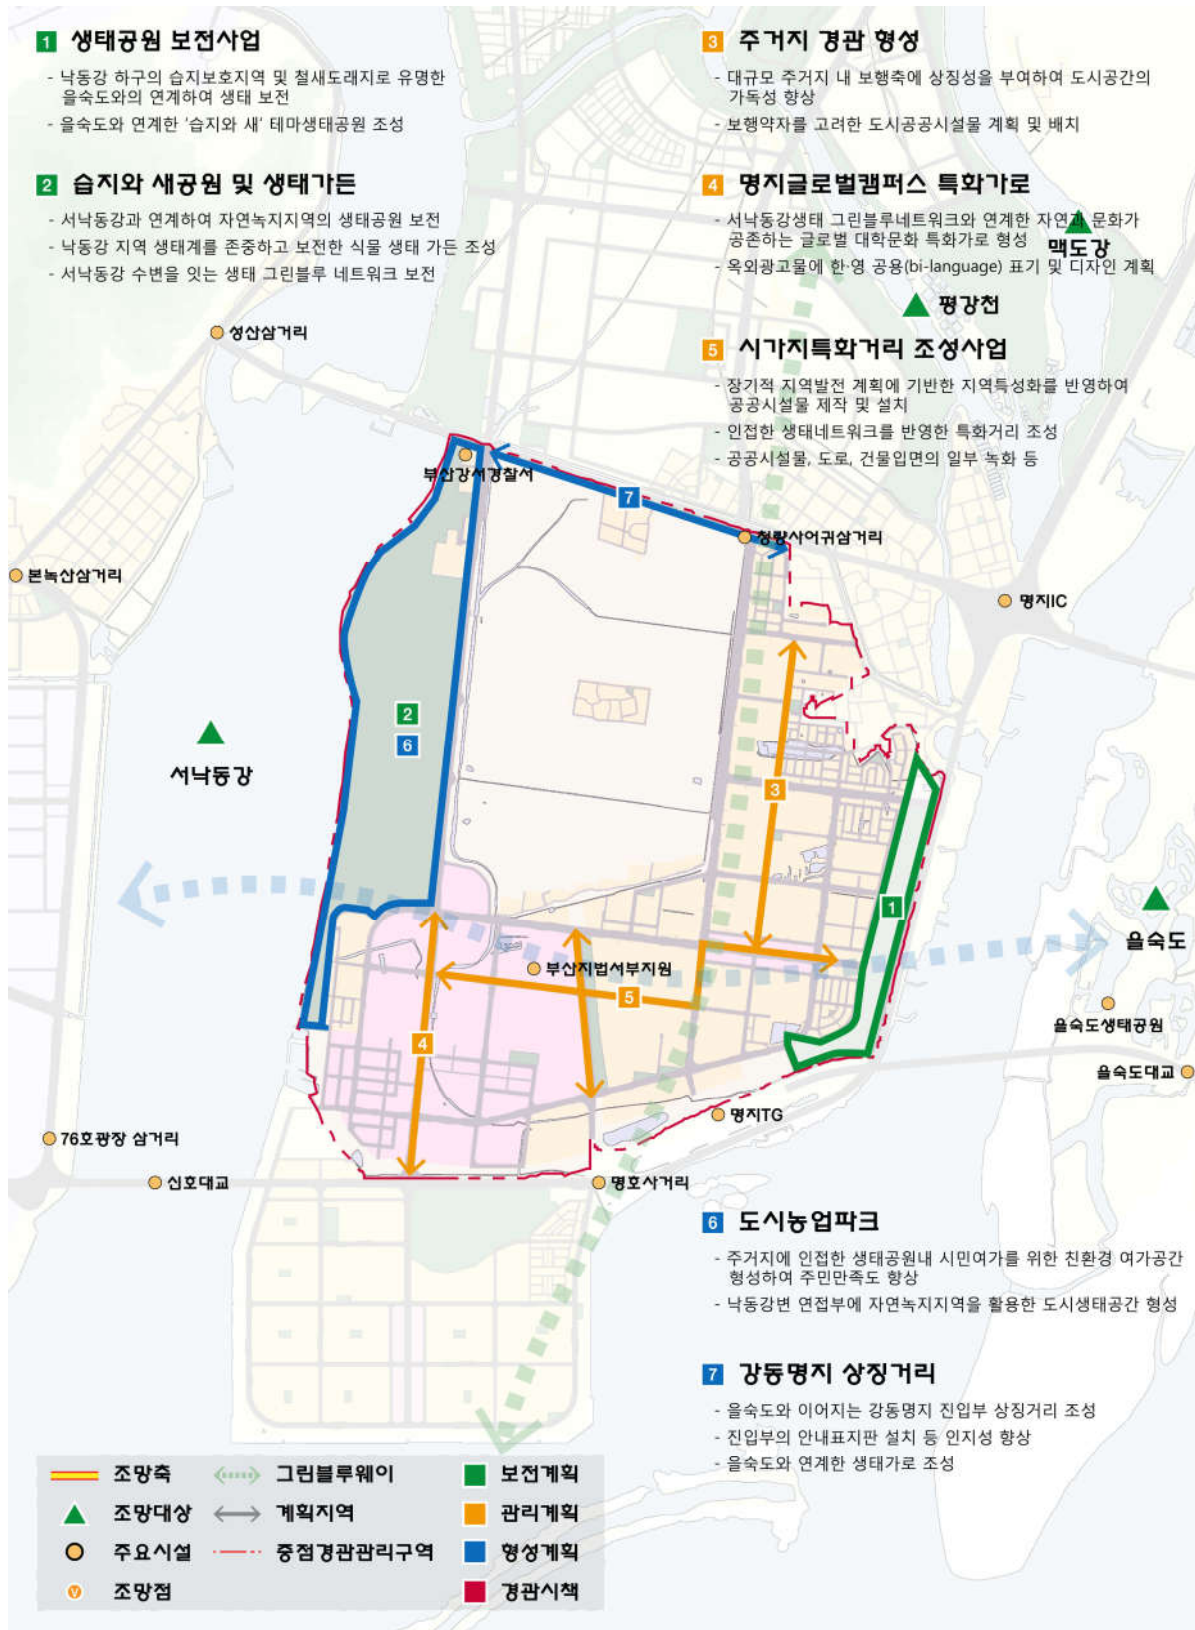 1 생태공원 보전사업
- 낙동강 하구의 습지보호지역 및 철새도래지로 유명한
을숙도와의 연계하여 생태 보전
- 을숙도와 연계한 '습지와 새' 테마생태공원 조성
2 습지와 새공원 및 생태가든
- 서낙동강과 연계하여 자연녹지지역의 생태공원 보전
- 낙동강 지역 생태계를 존중하고 보전한 식물 생태 가든 조성
- 서낙동강 수변을 잇는 생태 그린블루 네트워크 보전
3 주거지 경관 형성
- 대규모 주거지 내 보행축에 상징성을 부여하여 도시공간의
가독성 향상
- 보행약자를 고려한 도시공공시설물 계획 및 배치
4 명지글로벌캠퍼스 특화가로
- 서낙동강생태 그린블루네트워크와 연계한 자연과 문화가
공존하는 글로벌 대학문화 특화가로 형성
- 옥외광고물에 한·영 공용(bi-language) 표기 및 디자인 계획
맥도강
평강천
5 시가지특화거리 조성사업
- 장기적 지역발전 계획에 기반한 지역특성화를 반영하여
공공시설물 제작 및 설치
- 인접한 생태네트워크를 반영한 특화거리 조성
- 공공시설물, 도로, 건물입면의 일부 녹화 등
성산삼거리
부산강서경찰서
7
청량사어귀삼거리
본녹산삼거리
명지IC
2
6
서낙동강
3
1
을숙도
부산지법서부지원
5
을숙도생태공원
4
을숙도대교
명지TG
76호광장 삼거리
신호대교
명호사거리
6 도시농업파크
- 주거지에 인접한 생태공원내 시민여가를 위한 친환경 여가공간
형성하여 주민만족도 향상
- 낙동강변 연접부에 자연녹지지역을 활용한 도시생태공간 형성
7 강동명지 상징거리
- 을숙도와 이어지는 강동명지 진입부 상징거리 조성
- 진입부의 안내표지판 설치 등 인지성 향상
- 을숙도와 연계한 생태가로 조성
조망축 그린블루웨이 보전계획
조망대상 계획지역 관리계획
주요시설 중점경관관리구역 형성계획
V 조망점 경관시책